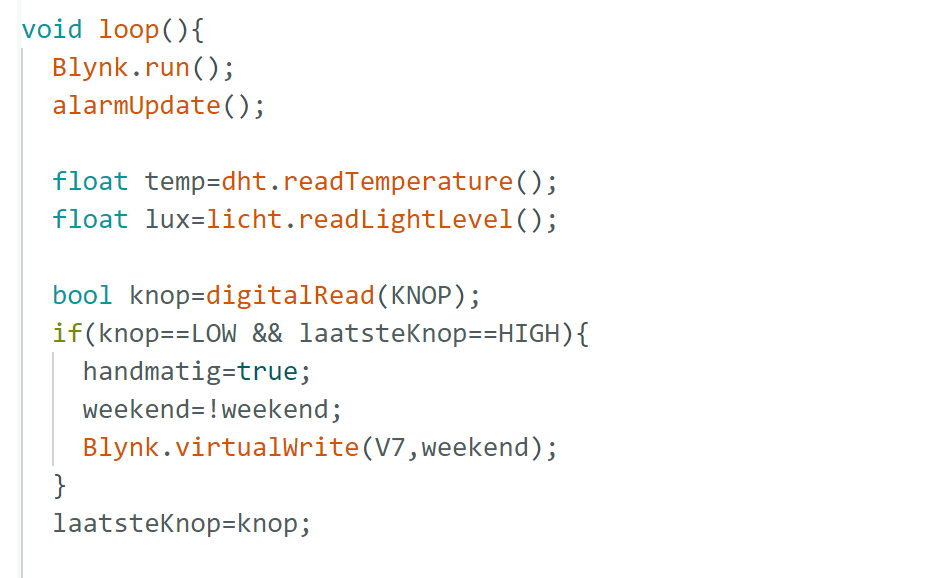 void loop(){
  Blynk.run();
  alarmUpdate();

  float temp=dht.readTemperature();
  float lux=licht.readLightLevel();

  bool knop=digitalRead(KNOP);
  if(knop==LOW && laatsteKnop==HIGH){
    handmatig=true;
    weekend=!weekend;
    Blynk.virtualWrite(V7,weekend);
  }
  laatsteKnop=knop;